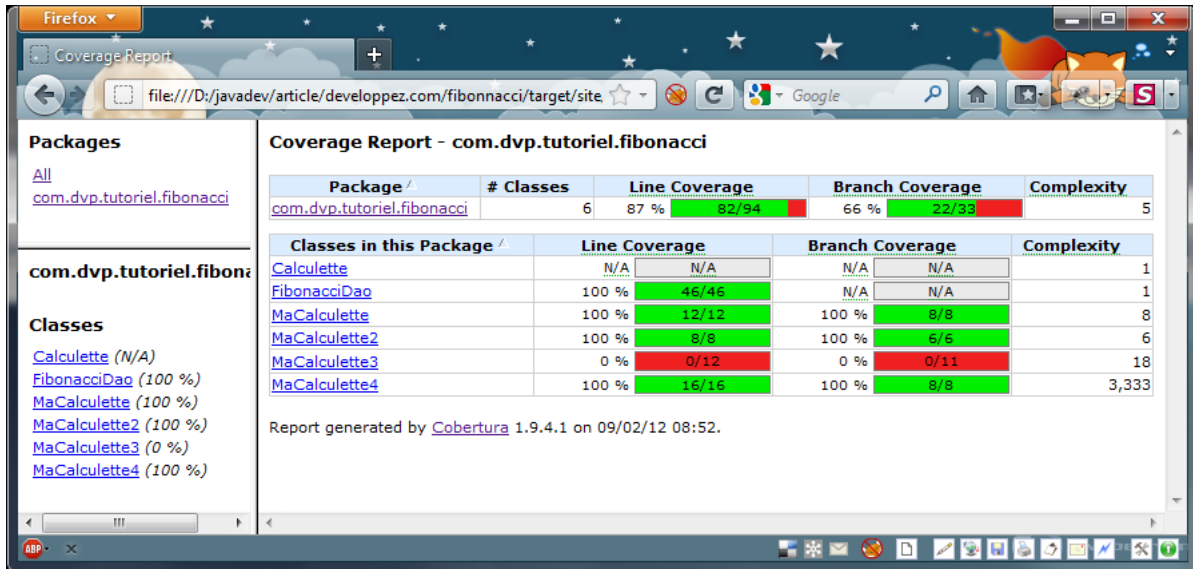 Firefox
Coverage Report
file:///D:/javadev/article/developpez.com/fibonnacci/target/site
Google
Packages
All
com.dvp.tutoriel.fibonacci
com.dvp.tutoriel.fibona
Classes
Calculette (N/A)
FibonacciDao (100 %)
MaCalculette (100 %)
MaCalculette2 (100 %)
MaCalculette3 (0 %)
MaCalculette4 (100 %)
Coverage Report - com.dvp.tutoriel.fibonacci
Package # Classes Line Coverage Branch Coverage Complexity
com.dvp.tutoriel.fibonacci 6 87 % 82/94 66 % 22/33 5
Classes in this Package Line Coverage Branch Coverage Complexity
Calculette N/A N/A N/A N/A 1
FibonacciDao 100 % 46/46 N/A N/A 1
MaCalculette 100 % 12/12 100 % 8/8 8
MaCalculette2 100 % 8/8 100 % 6/6 6
MaCalculette3 0 % 0/12 0 % 0/11 18
MaCalculette4 100 % 16/16 100 % 8/8 3,333
Report generated by Cobertura 1.9.4.1 on 09/02/12 08:52.
ABP